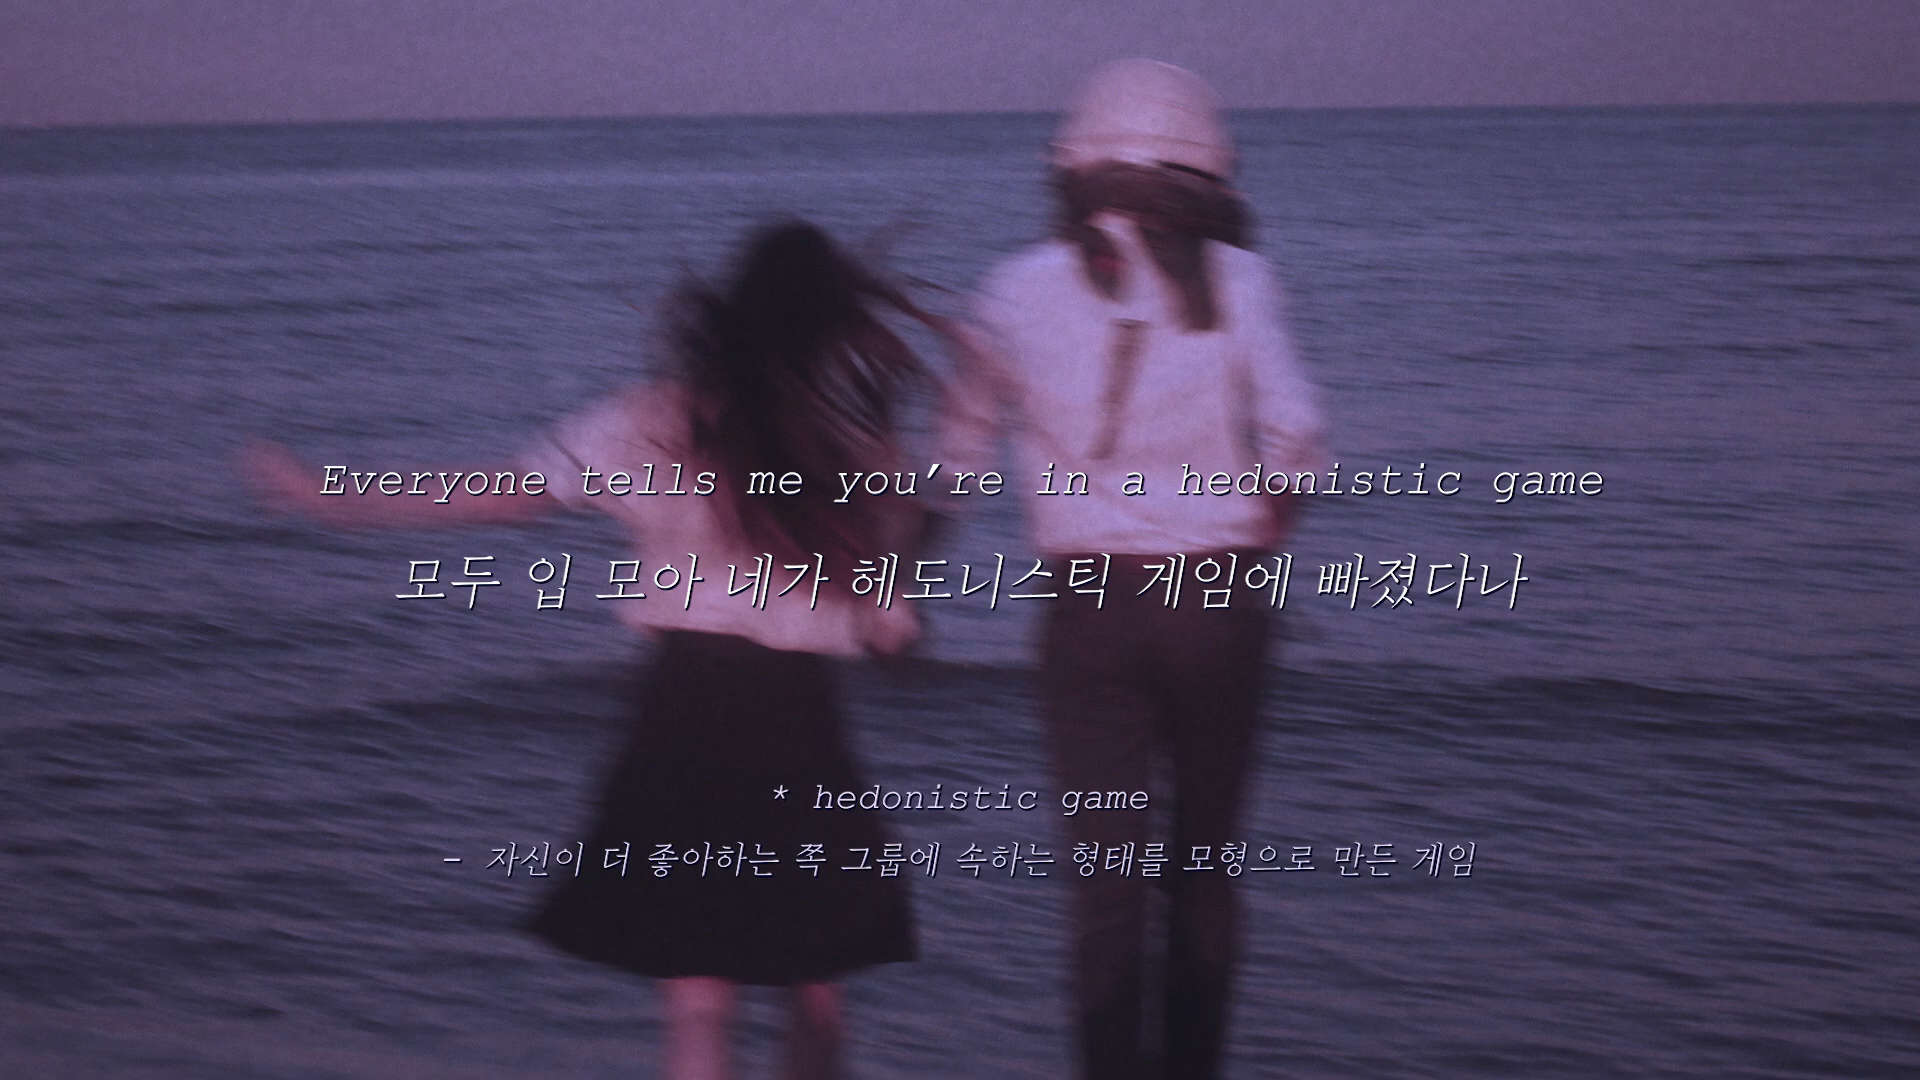 Everyone tells me you're in a hedonistic game
모두 입 모아 네가 헤도니스틱 게임에 빠졌다나
* hedonistic game
- 자신이 더 좋아하는 쪽 그룹에 속하는 형태를 모형으로 만든 게임